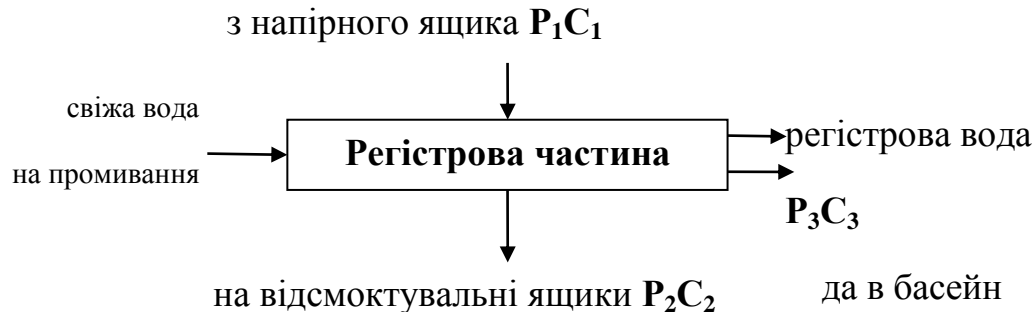 з напірного ящика P₁C₁
свіжа вода
на промивання
Регістрова частина
регістрова вода
P₃C₃
на відсмоктувальні ящики P₂C₂
да в басейн